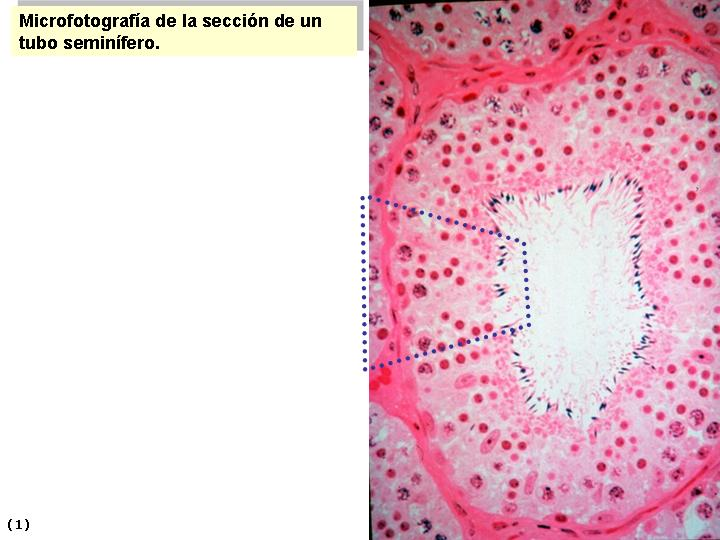 Microfotografía de la sección de un
tubo seminífero.
(1)